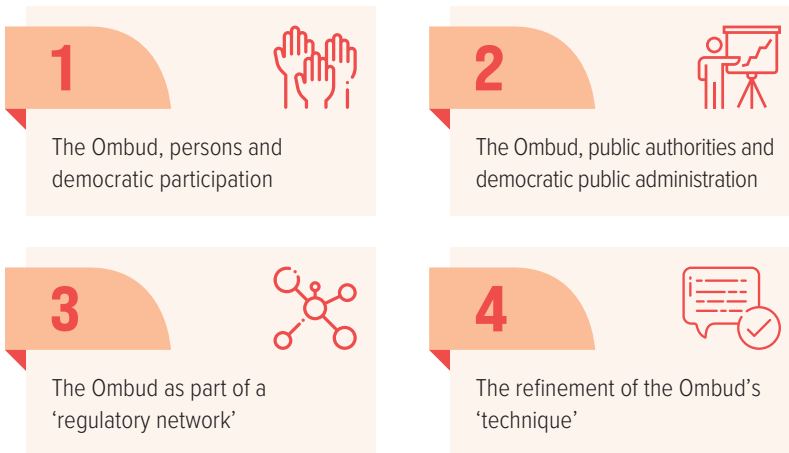 1
The Ombud, persons and
democratic participation
2
The Ombud, public authorities and
democratic public administration
3
The Ombud as part of a
‘regulatory network’
4
The refinement of the Ombud’s
‘technique’